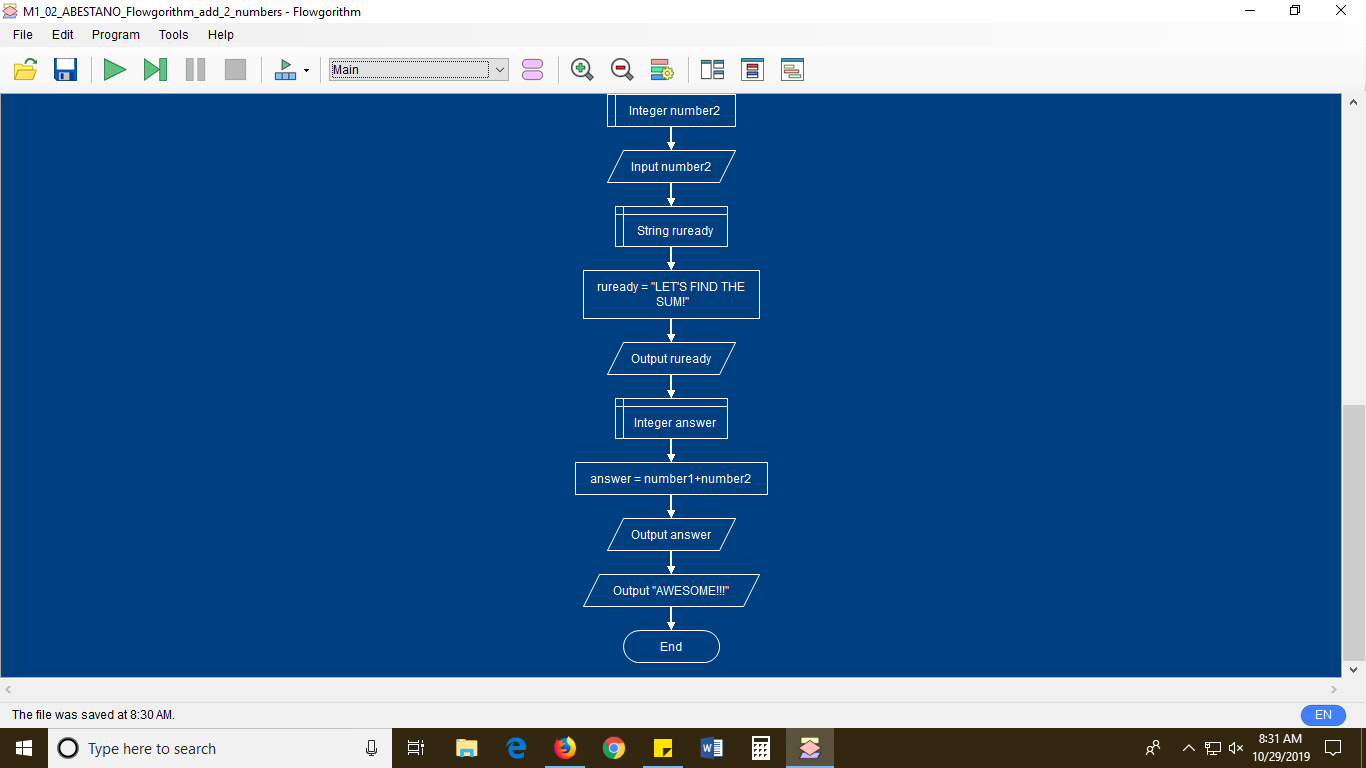 M1_02_ABESTANO_Flowgorithm_add_2_numbers - Flowgorithm
File Edit Program Tools Help
Main
Integer number2
Input number2
String ruready
ruready = "LET'S FIND THE
SUM!"
Output ruready
Integer answer
answer = number1+number2
Output answer
Output "AWESOME!!!"
End
The file was saved at 8:30 AM.
EN
Type here to search
8:31 AM
10/29/2019